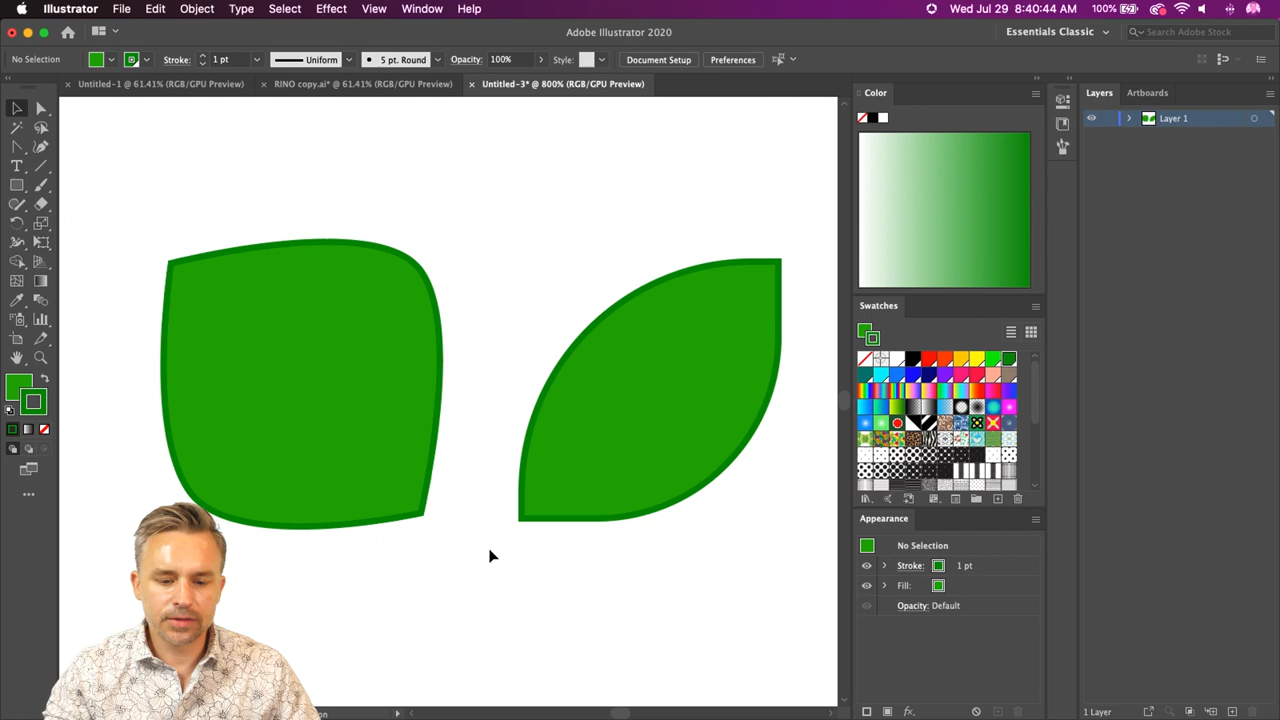 Illustrator File Edit Object Type Select Effect View Window Help
100% Wed Jul 29 8:40:44 AM
Adobe Illustrator 2020
Essentials Classic
Search Adobe Stock
No Selection Stroke: 1 pt Uniform 5 pt. Round Opacity: 100% Style: Document Setup Preferences
Untitled-1 @ 61.41% (RGB/GPU Preview) RINO copy.ai* @ 61.41% (RGB/GPU Preview) Untitled-3* @ 800% (RGB/GPU Preview)
Color
Layers Artboards
Layer 1
Swatches
Appearance
No Selection
Stroke: 1 pt
Fill:
Opacity: Default
1 Layer